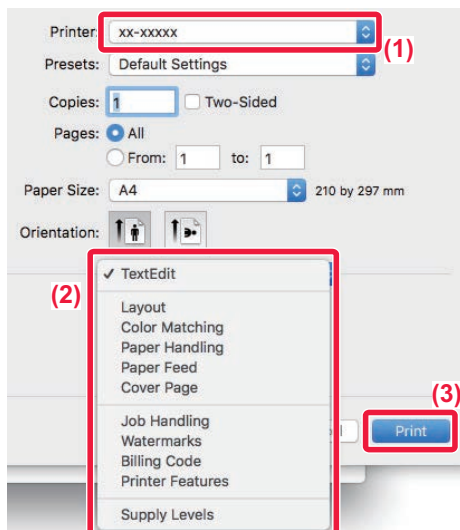 Printer: xx-xxxxx
(1)
Presets: Default Settings
Copies: 1 Two-Sided
Pages: All
From: 1 to: 1
Paper Size: A4 210 by 297 mm
Orientation:
(2)
✓ TextEdit
Layout
Color Matching
Paper Handling
Paper Feed
Cover Page
(3)
Job Handling
Print
Watermarks
Billing Code
Printer Features
Supply Levels